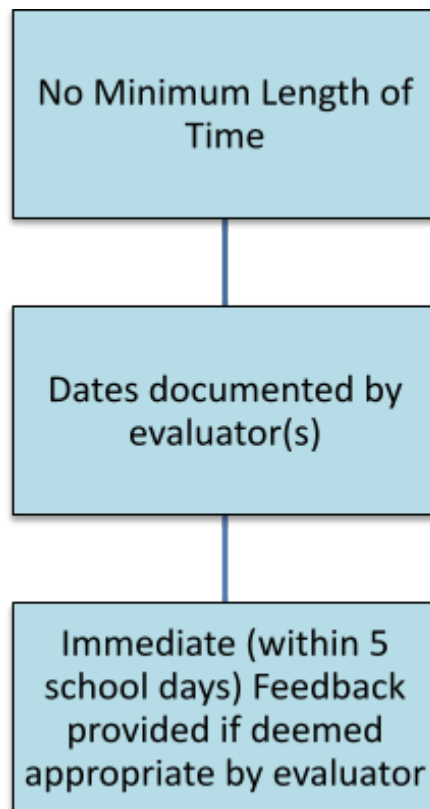 No Minimum Length of
Time
Dates documented by
evaluator(s)
Immediate (within 5
school days) Feedback
provided if deemed
appropriate by evaluator